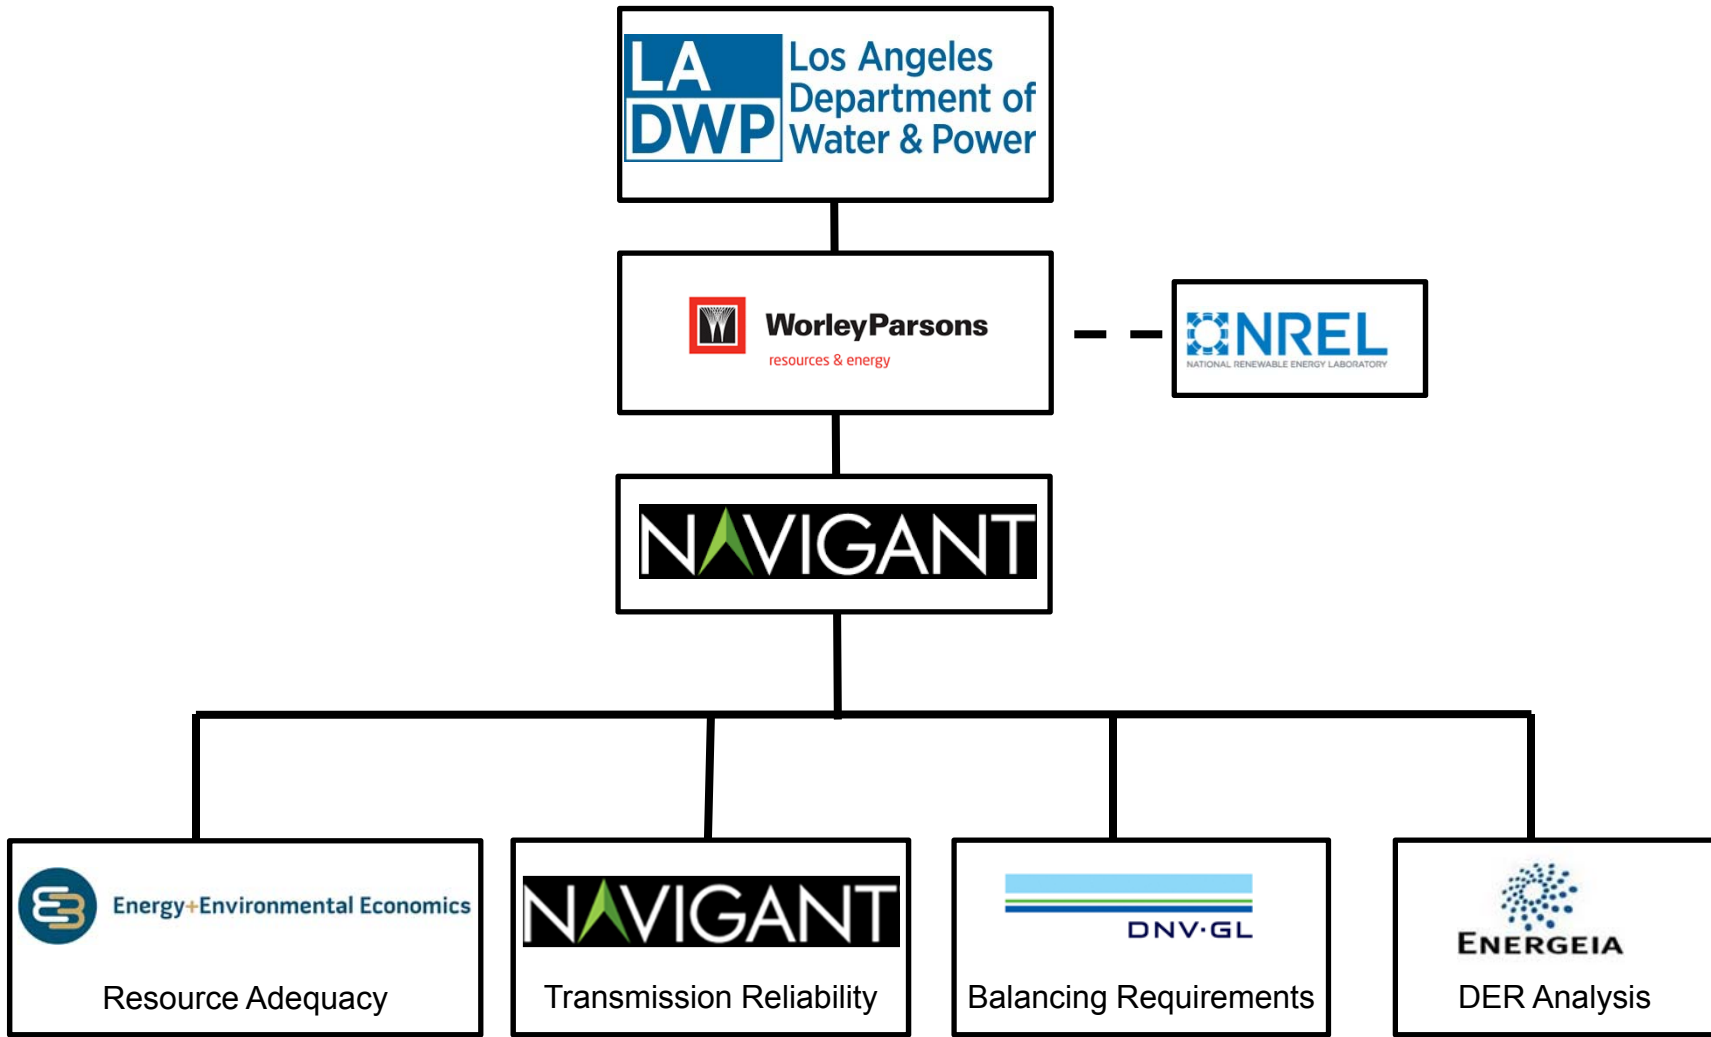 LA
DWP
Los Angeles
Department of
Water & Power
WorleyParsons
resources & energy
NREL
NATIONAL RENEWABLE ENERGY LABORATORY
NAVIGANT
Energy+Environmental Economics
Resource Adequacy
NAVIGANT
Transmission Reliability
DNV·GL
Balancing Requirements
ENERGEIA
DER Analysis